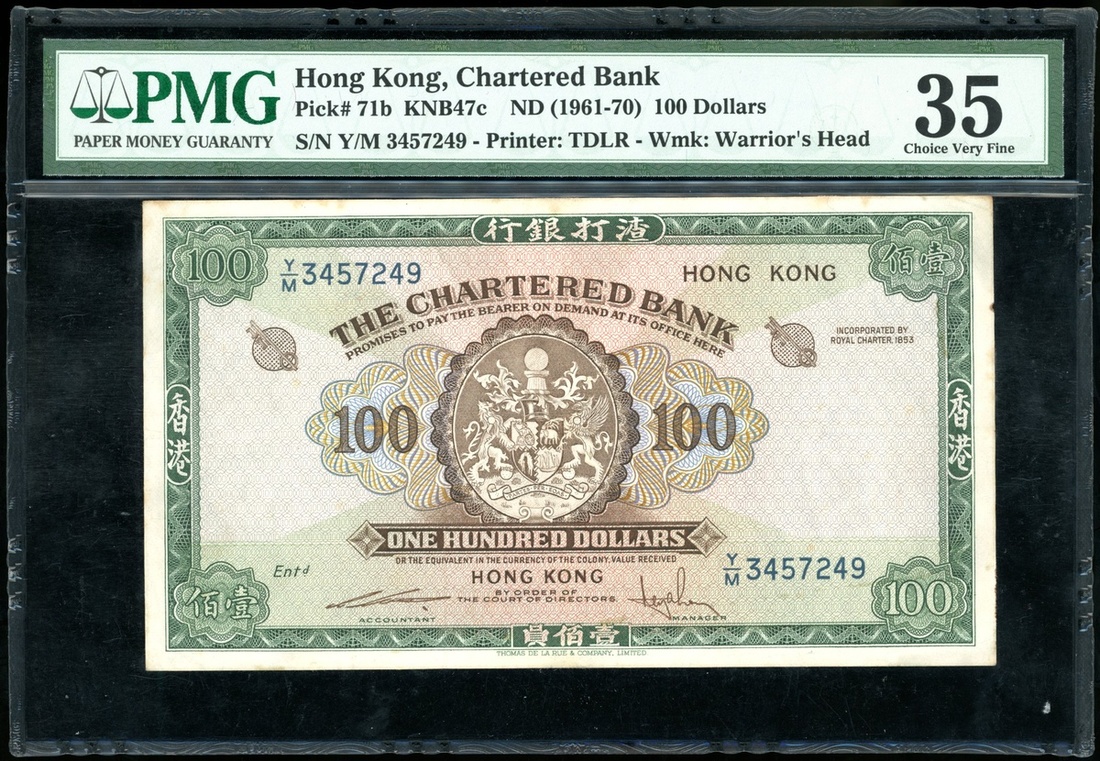 PMG
PAPER MONEY GUARANTY
Hong Kong, Chartered Bank
Pick# 71b KNB47c ND (1961-70) 100 Dollars
S/N Y/M 3457249 - Printer: TDLR - Wmk: Warrior's Head
35
Choice Very Fine
行銀打渣
100
Y/M 3457249
HONG KONG
佰壹
THE CHARTERED BANK
PROMISES TO PAY THE BEARER ON DEMAND AT ITS OFFICE HERE
INCORPORATED BY
ROYAL CHARTER, 1853
香港
100
100
香港
ONE HUNDRED DOLLARS
OR THE EQUIVALENT IN THE CURRENCY OF THE COLONY, VALUE RECEIVED
Entd
HONG KONG
Y/M 3457249
BY ORDER OF
THE COURT OF DIRECTORS
佰壹
ACCOUNTANT
MANAGER
100
員佰壹
THOMAS DE LA RUE & COMPANY, LIMITED.